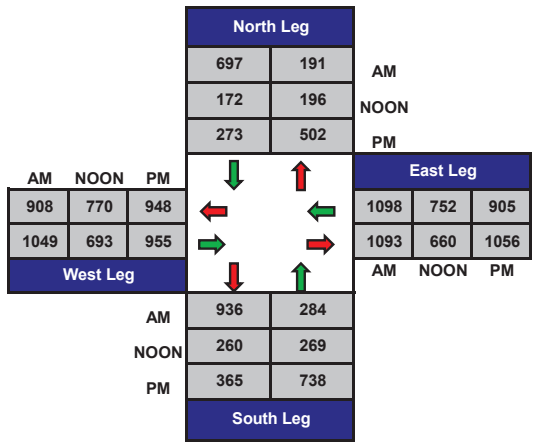 North Leg
697 191 AM
172 196 NOON
273 502 PM
AM NOON PM
908 770 948
1049 693 955
West Leg
East Leg
1098 752 905
1093 660 1056
AM NOON PM
AM 936 284
NOON 260 269
PM 365 738
South Leg